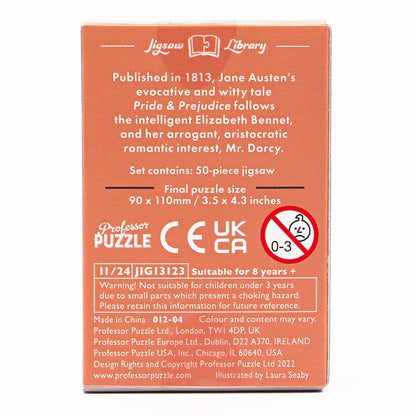 Jigsaw Library
Published in 1813, Jane Austen's
evocative and witty tale
Pride & Prejudice follows
the intelligent Elizabeth Bennet,
and her arrogant, aristocratic
romantic interest, Mr. Darcy.
Set contains: 50-piece jigsaw
Final puzzle size
90 x 110mm / 3.5 x 4.3 inches
Professor
PUZZLE
CE
UK
CA
0-3
11/24 JIG13123 Suitable for 8 years +
Warning! Not suitable for children under 3 years
due to small parts which present a choking hazard.
Please retain this information for future reference.
Made in China 012-04 Colour and content may vary.
Professor Puzzle Ltd., London, TW1 4DP, UK
Professor Puzzle Europe Ltd., Dublin, D22 A370, Ireland
Professor Puzzle USA, Inc., Chicago, IL 60640, USA
Design Rights and Copyright Professor Puzzle Ltd 2022
www.professorpuzzle.com Illustrated by Laura Seaby